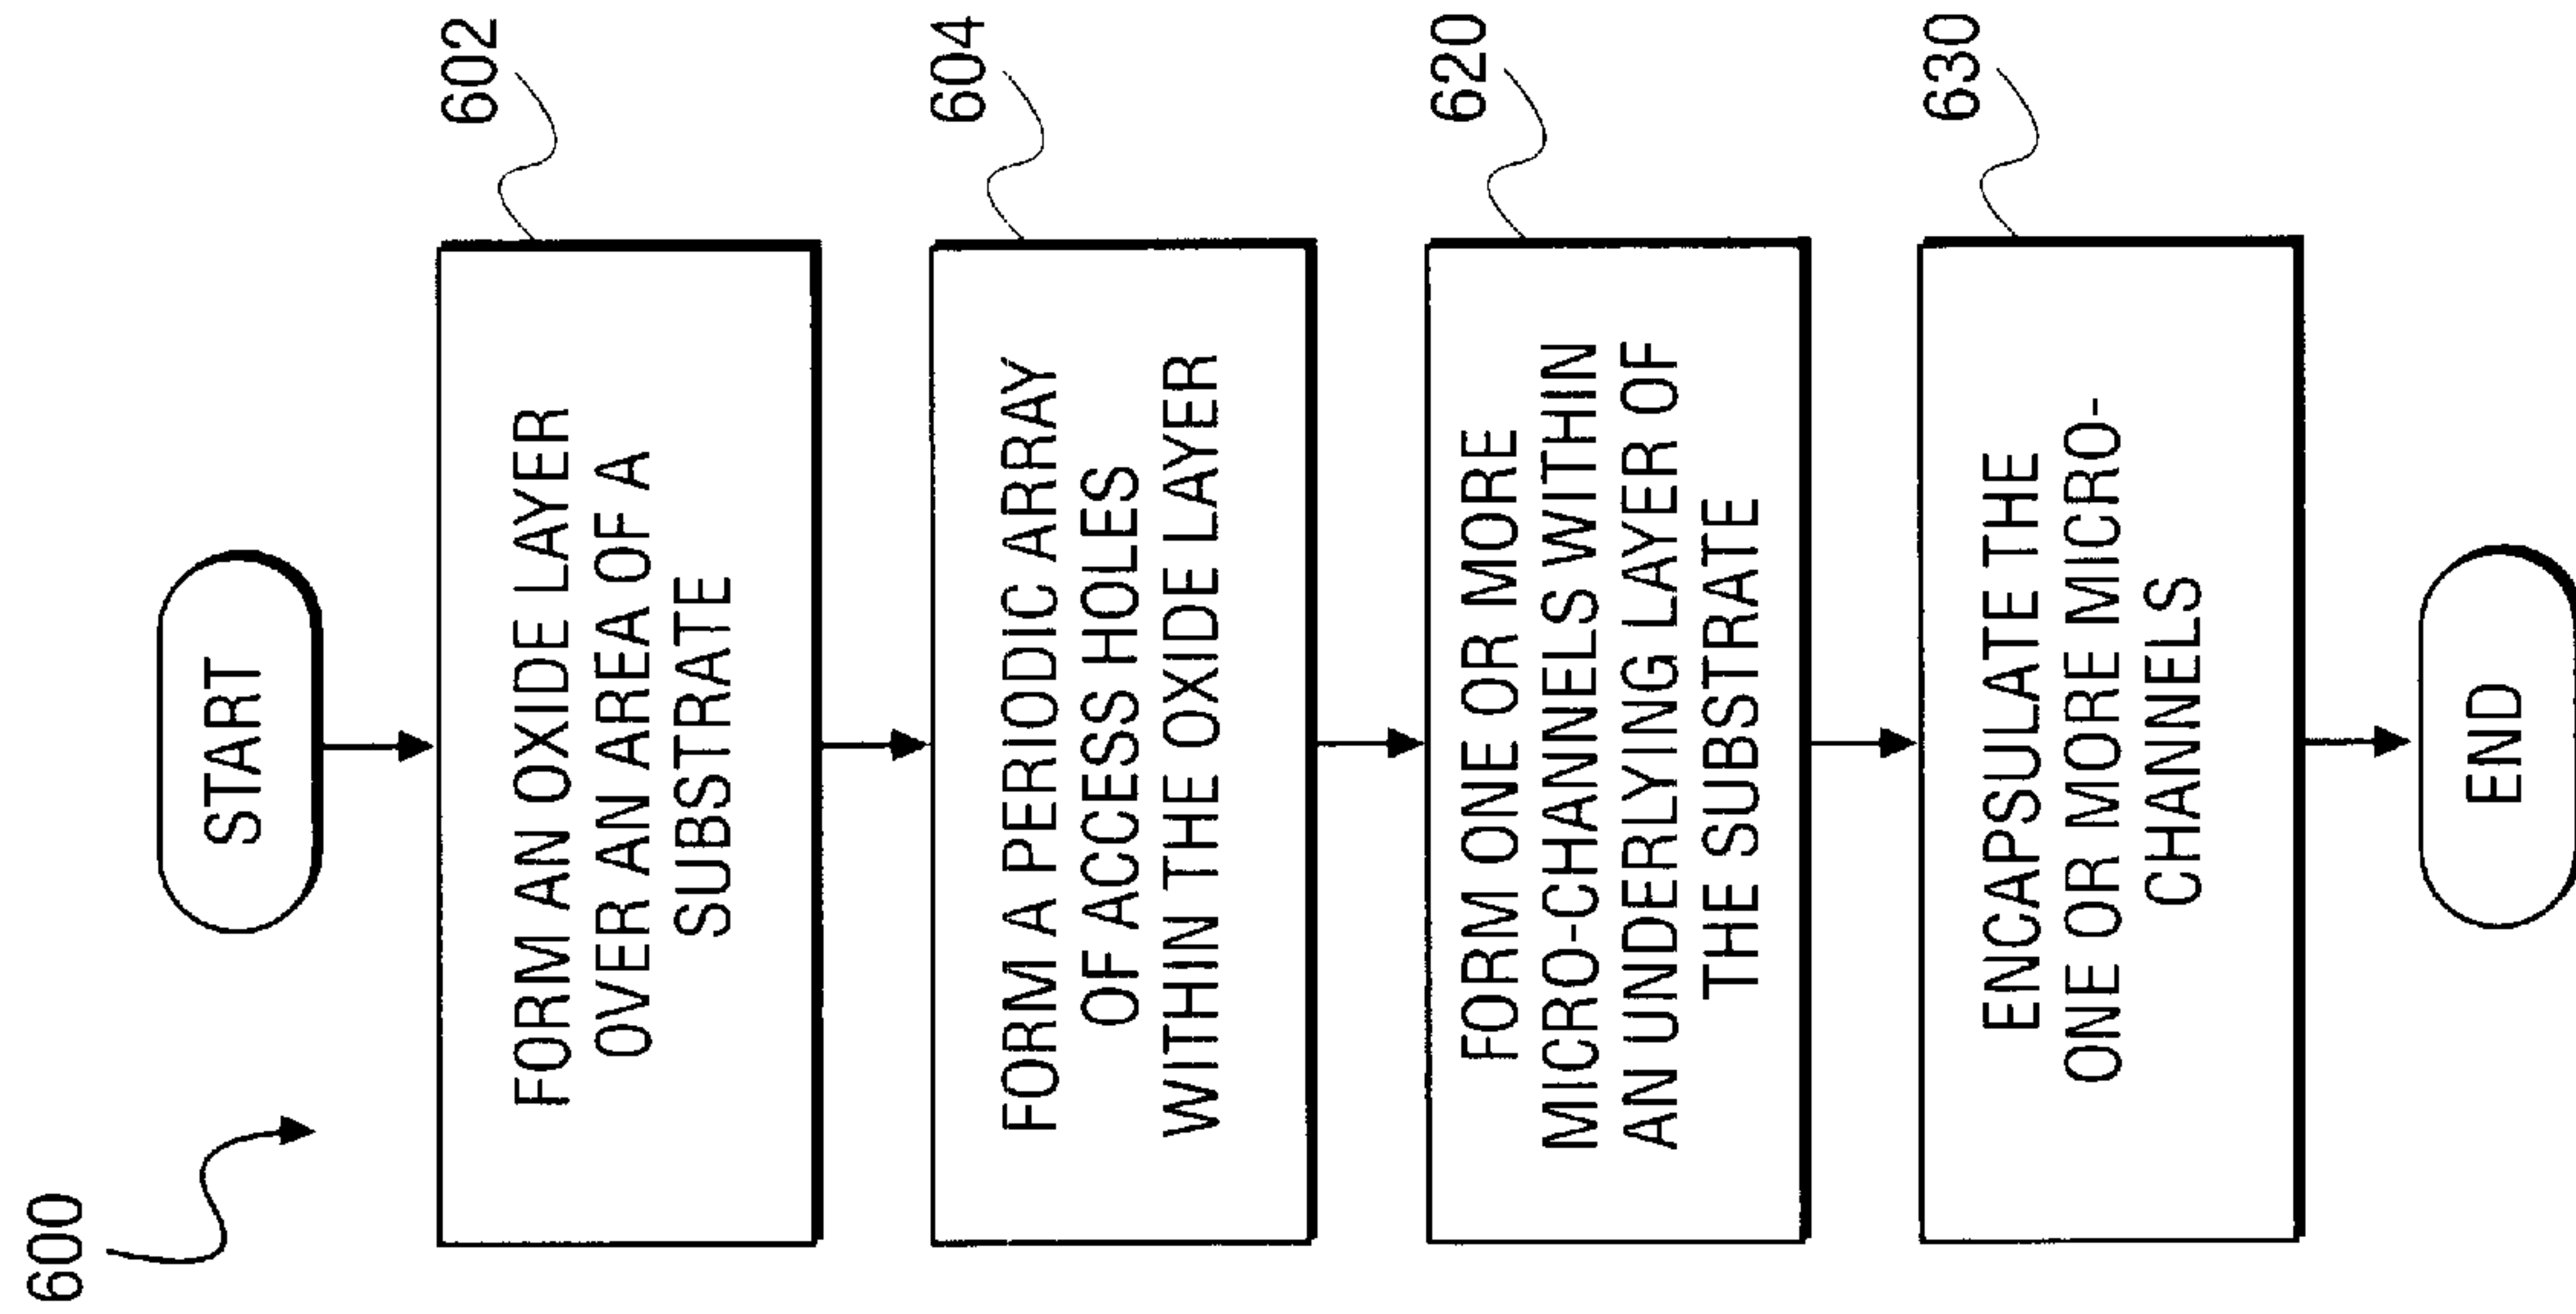 600
START
FORM AN OXIDE LAYER
OVER AN AREA OF A
SUBSTRATE
602
FORM A PERIODIC ARRAY
OF ACCESS HOLES
WITHIN THE OXIDE LAYER
604
FORM ONE OR MORE
MICRO-CHANNELS WITHIN
AN UNDERLYING LAYER OF
THE SUBSTRATE
620
ENCAPSULATE THE
ONE OR MORE MICRO-
CHANNELS
630
END